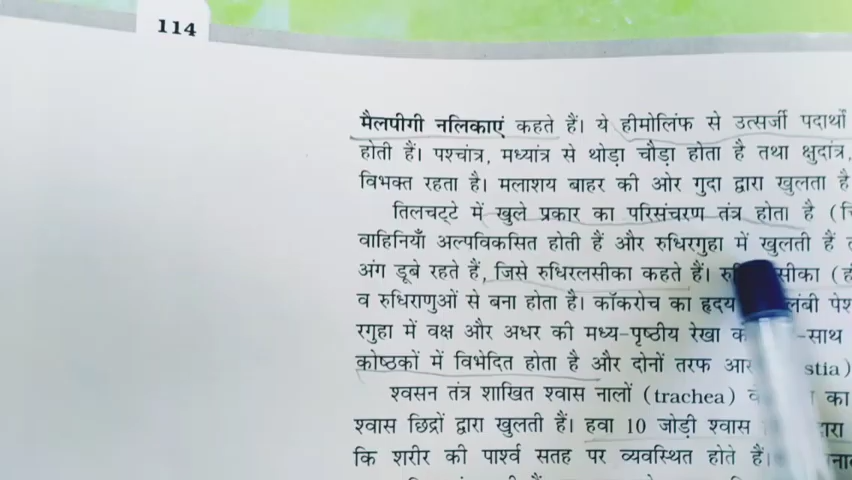 114
मैलपीगी नलिकाएं कहते हैं। ये हीमोलिंफ से उत्सर्जी पदार्थों
होती हैं। पश्चांत्र, मध्यांत्र से थोड़ा चौड़ा होता है तथा क्षुदांत्र,
विभक्त रहता है। मलाशय बाहर की ओर गुदा द्वारा खुलता है
तिलचट्टे में खुले प्रकार का परिसंचरण तंत्र होता है
वाहिनियाँ अल्पविकसित होती हैं और रुधिरगुहा में खुलती हैं
अंग डूबे रहते हैं, जिसे रुधिरलसीका कहते हैं।
व रुधिराणुओं से बना होता है। कॉकरोच का हृदय लंबी
रगुहा में वक्ष और अधर की मध्य-पृष्ठीय रेखा -साथ
कोष्ठकों में विभेदित होता है और दोनों तरफ
श्वसन तंत्र शाखित श्वास नालों (trachea) का
श्वास छिद्रों द्वारा खुलती हैं। हवा 10 जोड़ी श्वास
कि शरीर की पार्श्व सतह पर व्यवस्थित होते हैं।